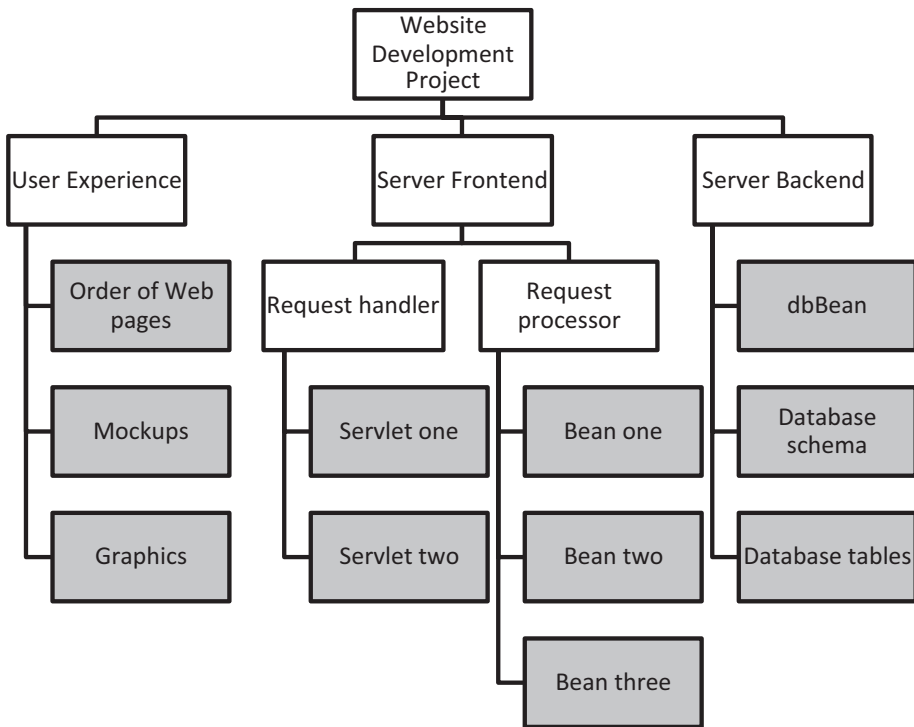 Website
Development
Project
User Experience
Server Frontend
Server Backend
Order of Web
pages
Request handler
Request
processor
dbBean
Mockups
Servlet one
Bean one
Database
schema
Graphics
Servlet two
Bean two
Database tables
Bean three